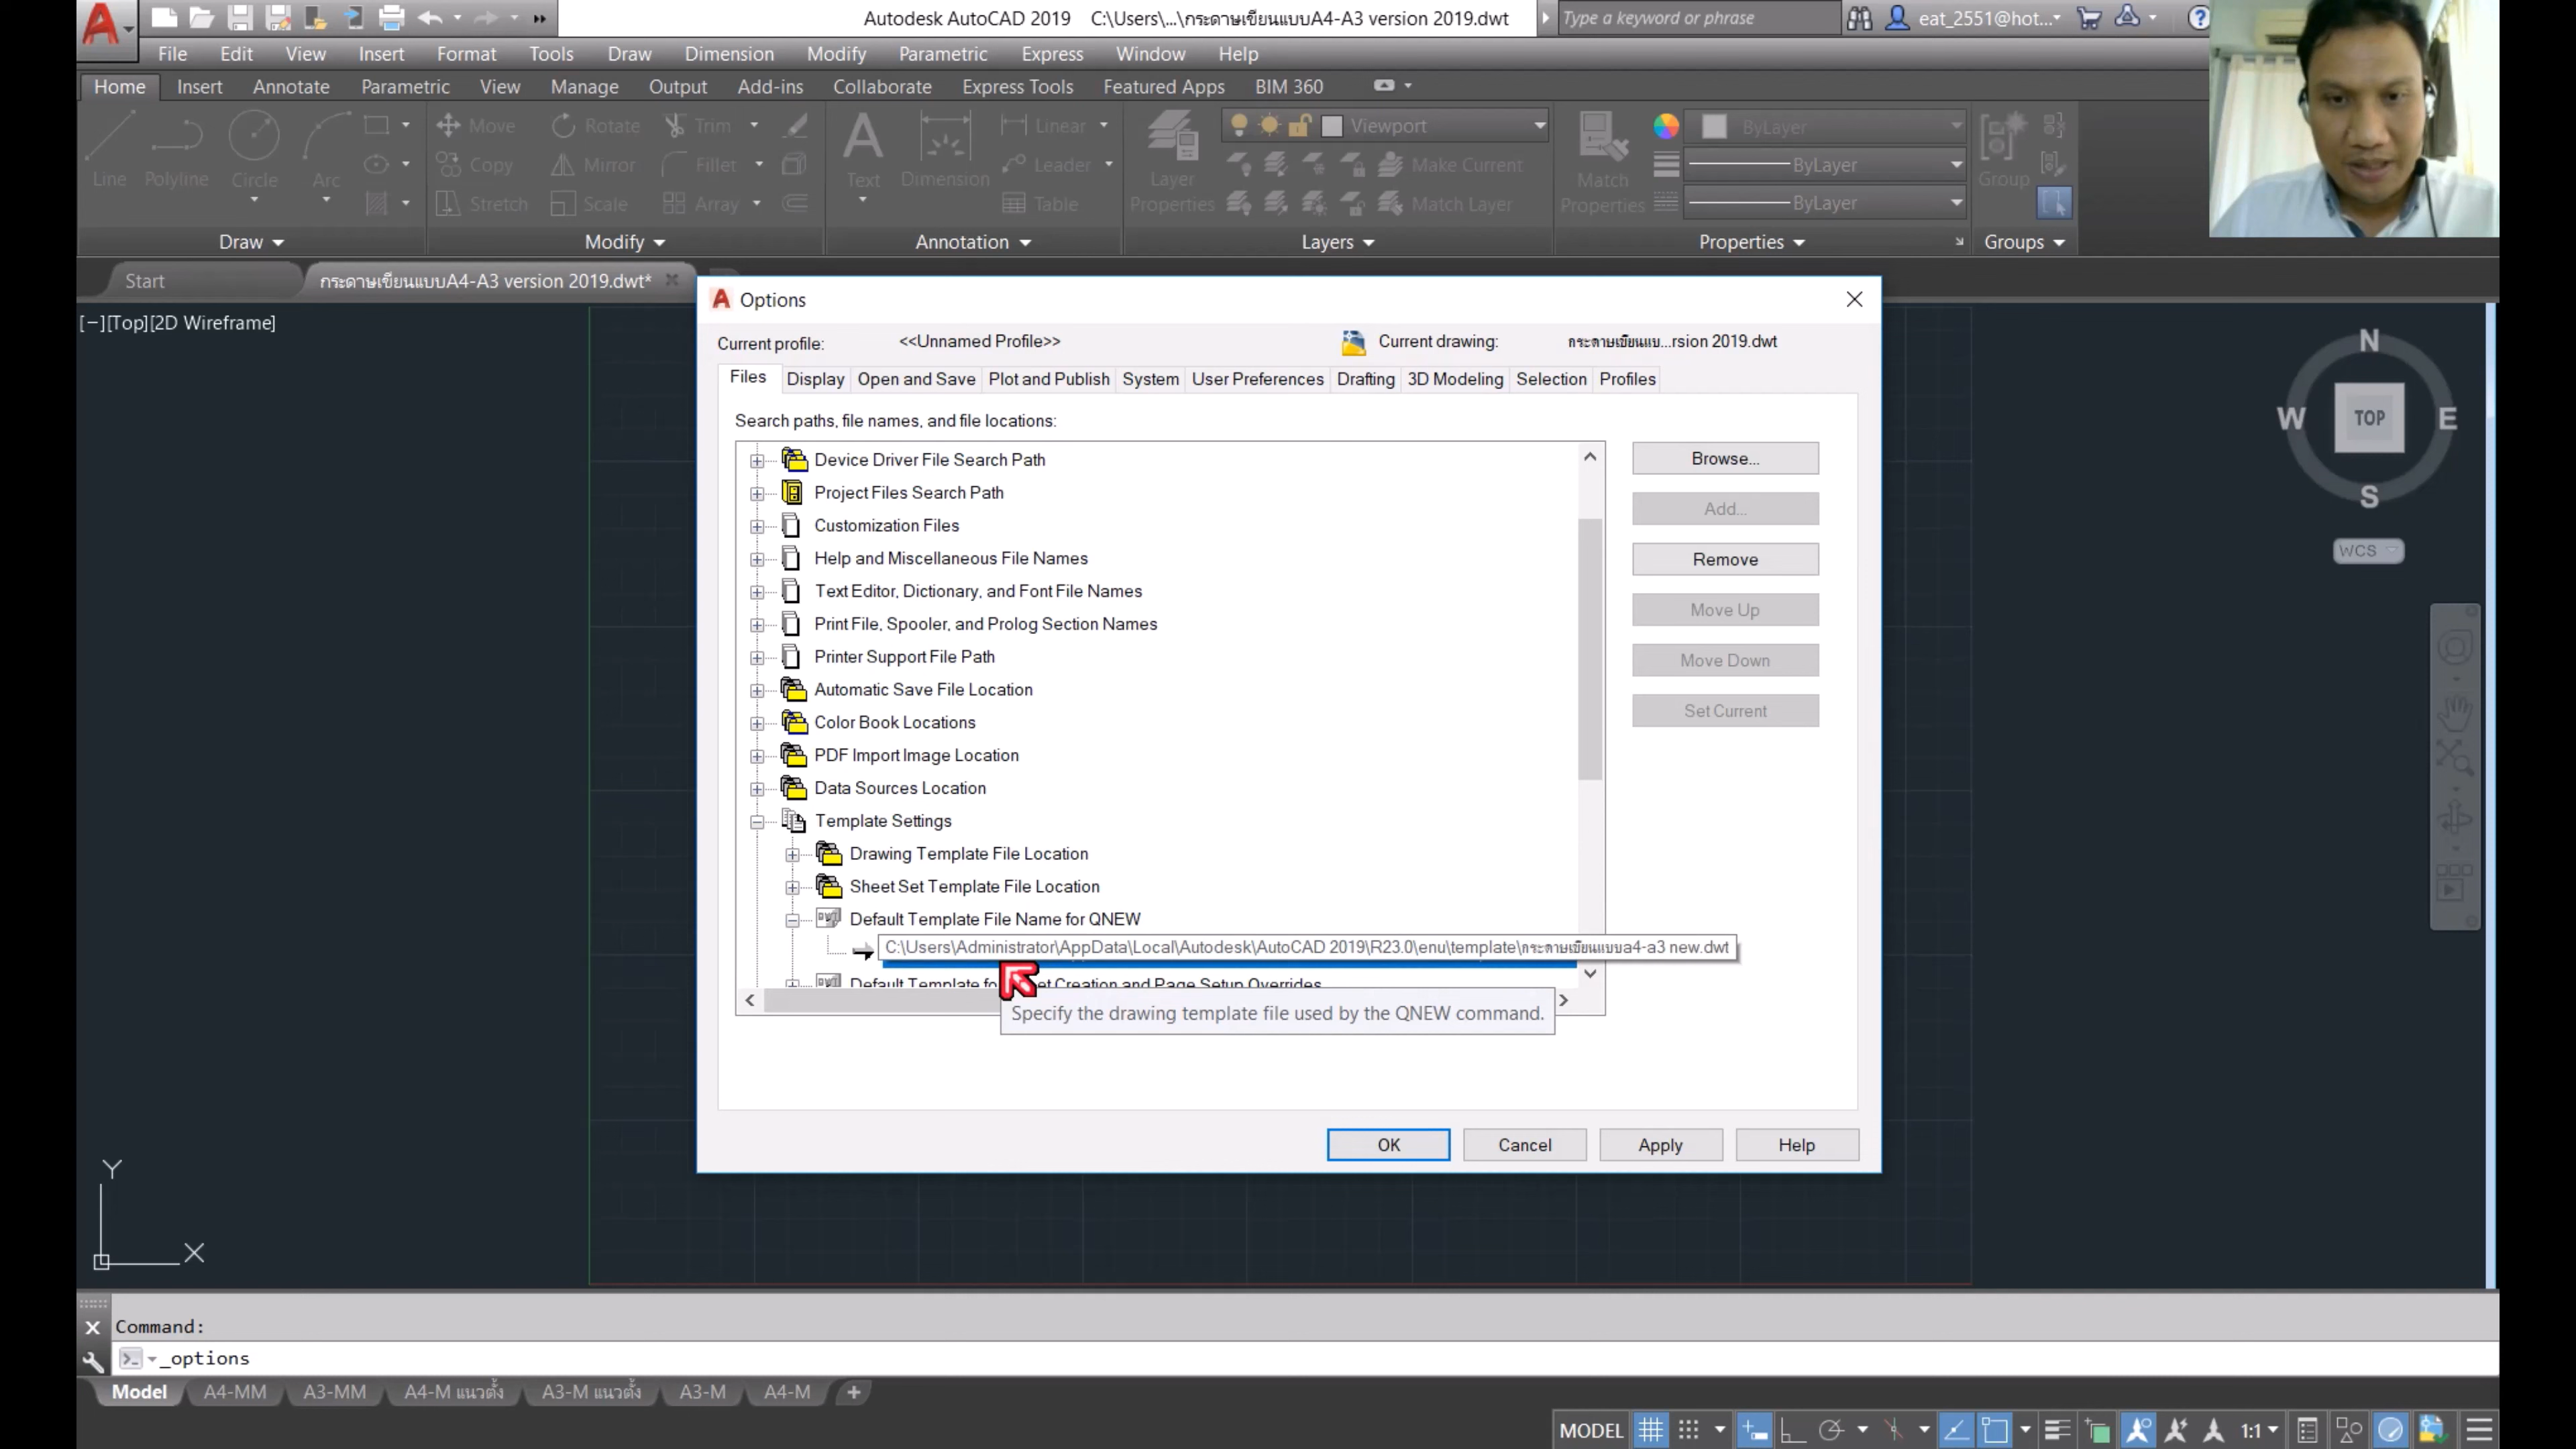 Autodesk AutoCAD 2019 C:\Users\...\กระดาษเขียนแบบA4-A3 version 2019.dwt
Type a keyword or phrase
eat_2551@hot...
File Edit View Insert Format Tools Draw Dimension Modify Parametric Express Window Help
Home Insert Annotate Parametric View Manage Output Add-ins Collaborate Express Tools Featured Apps BIM 360
Move Rotate Trim Linear Viewport ByLayer
Copy Mirror Fillet Leader Make Current ByLayer
Line Polyline Circle Arc Text Dimension Layer Match Group
Stretch Scale Array Table Properties Match Layer Properties ByLayer
Draw Modify Annotation Layers Properties Groups
Start กระดาษเขียนแบบA4-A3 version 2019.dwt*
[−][Top][2D Wireframe]
Options
Current profile: <<Unnamed Profile>> Current drawing: กระดาษเขียนแบ...rsion 2019.dwt
Files Display Open and Save Plot and Publish System User Preferences Drafting 3D Modeling Selection Profiles
Search paths, file names, and file locations:
Device Driver File Search Path
Project Files Search Path
Customization Files
Help and Miscellaneous File Names
Text Editor, Dictionary, and Font File Names
Print File, Spooler, and Prolog Section Names
Printer Support File Path
Automatic Save File Location
Color Book Locations
PDF Import Image Location
Data Sources Location
Template Settings
Drawing Template File Location
Sheet Set Template File Location
Default Template File Name for QNEW
C:\Users\Administrator\AppData\Local\Autodesk\AutoCAD 2019\R23.0\enu\template\กระดาษเขียนแบบa4-a3 new.dwt
Default Template fo et Creation and Page Setup Overrides
Specify the drawing template file used by the QNEW command.
Browse...
Add...
Remove
Move Up
Move Down
Set Current
OK Cancel Apply Help
N
W TOP E
S
WCS
Y
X
Command:
_options
Model A4-MM A3-MM A4-M แนวตั้ง A3-M แนวตั้ง A3-M A4-M +
MODEL 1:1